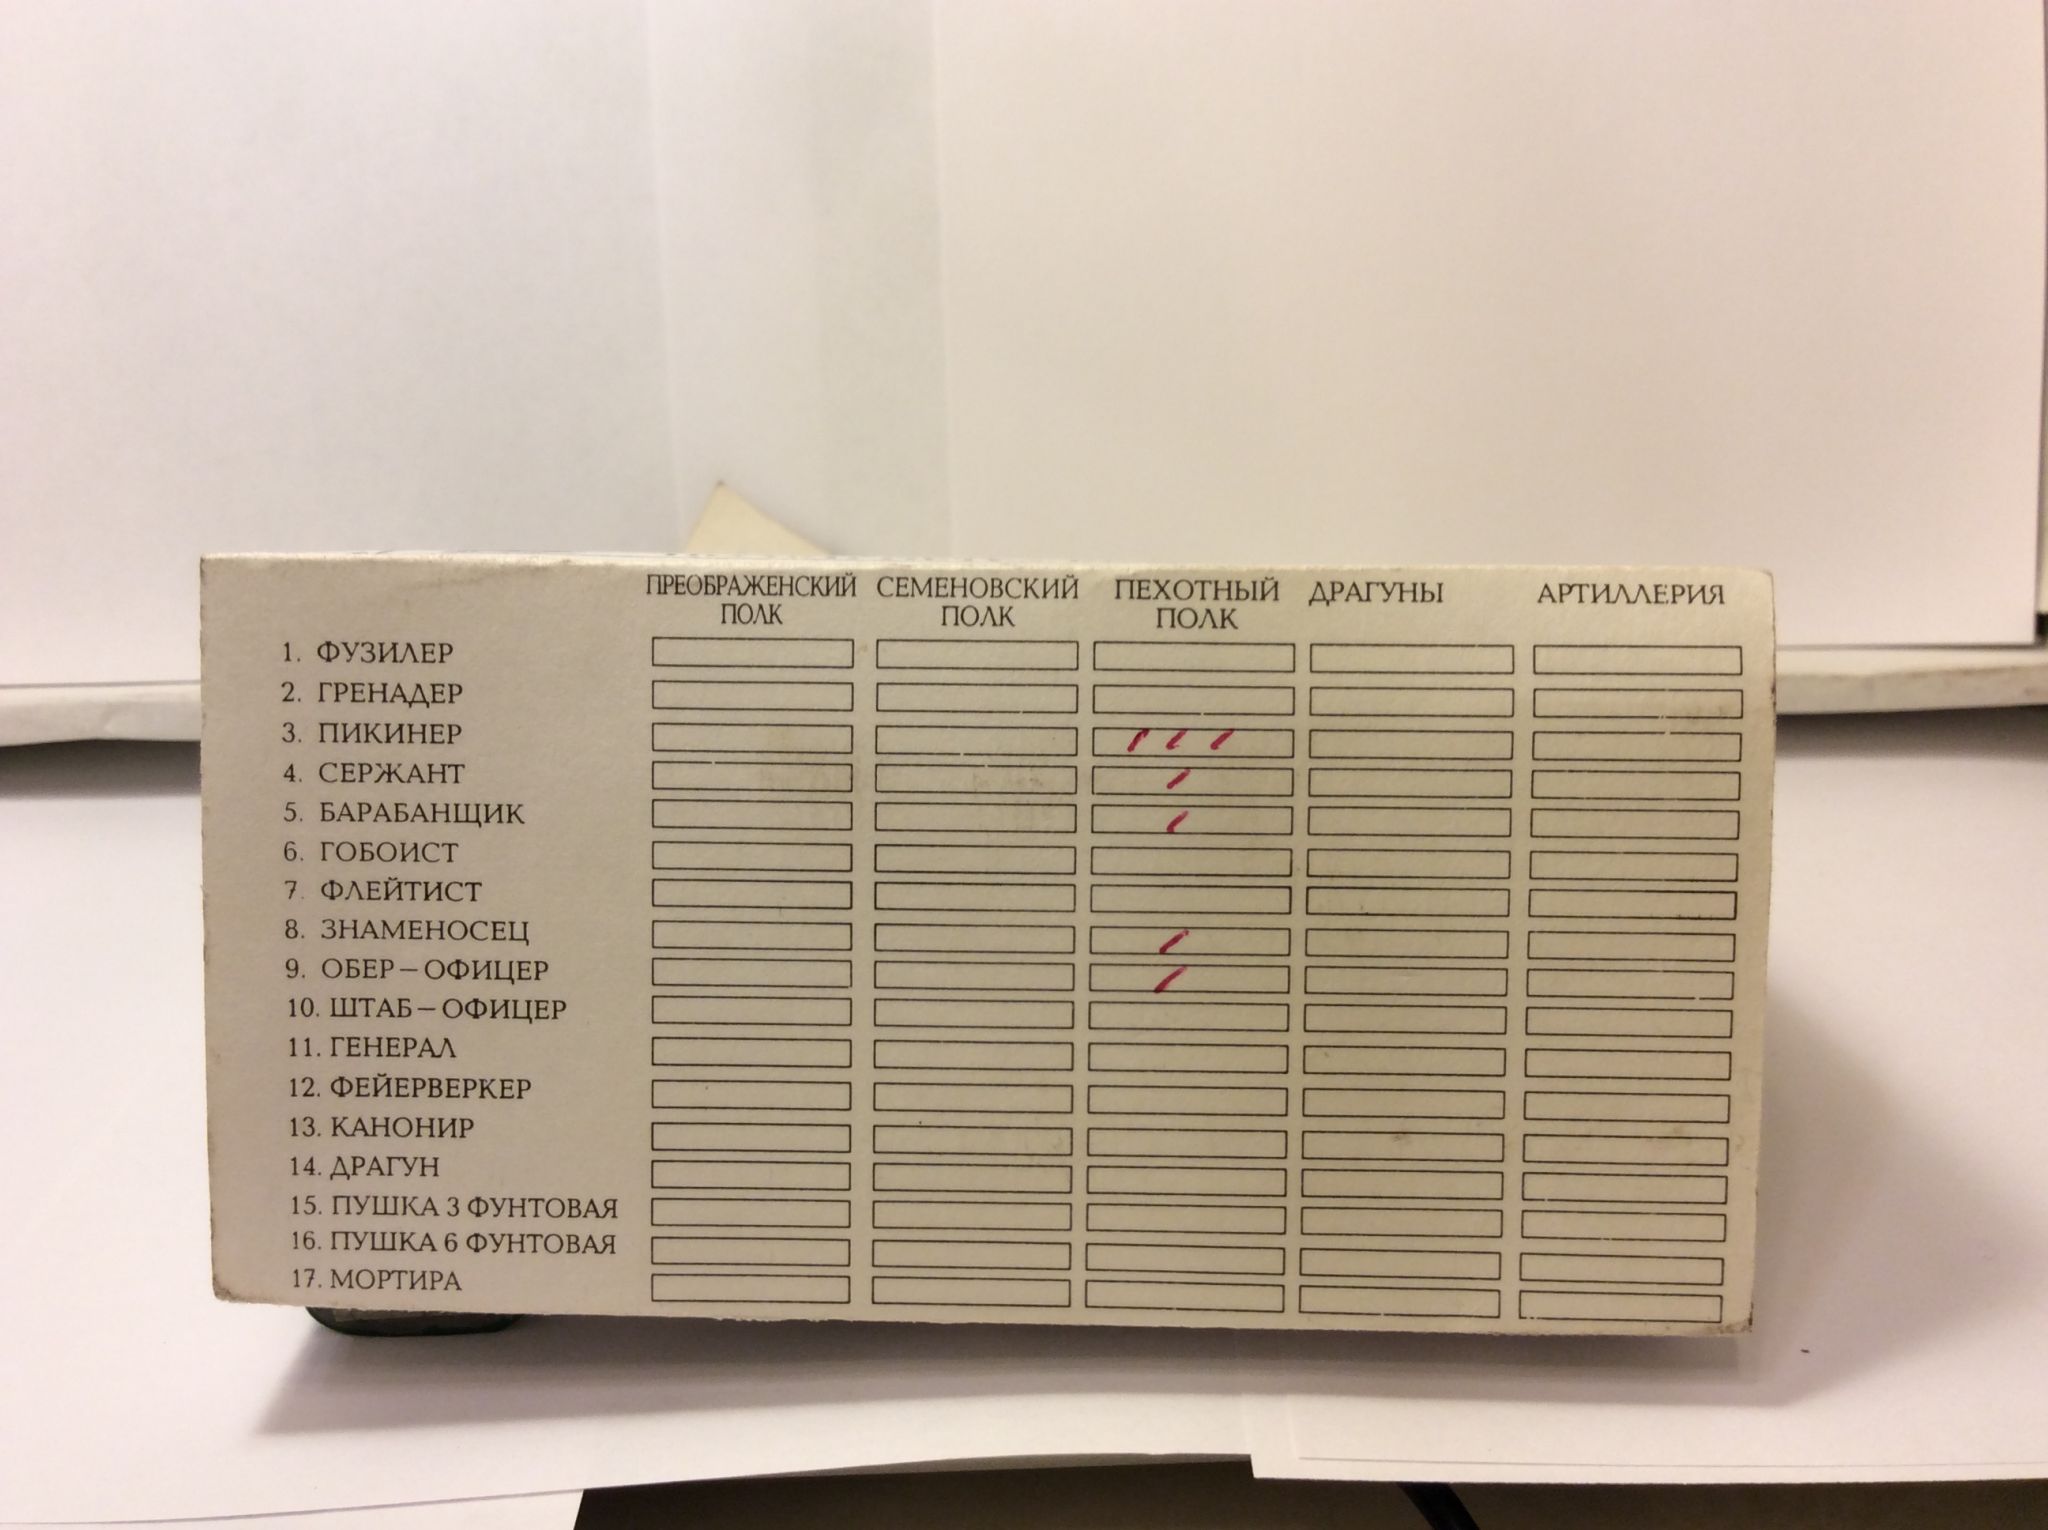 ПРЕОБРАЖЕНСКИЙ ПОЛК СЕМЕНОВСКИЙ ПОЛК ПЕХОТНЫЙ ПОЛК ДРАГУНЫ АРТИЛЛЕРИЯ
1. ФУЗИЛЕР
2. ГРЕНАДЕР
3. ПИКИНЕР
4. СЕРЖАНТ
5. БАРАБАНЩИК
6. ГОБОИСТ
7. ФЛЕЙТИСТ
8. ЗНАМЕНОСЕЦ
9. ОБЕР–ОФИЦЕР
10. ШТАБ–ОФИЦЕР
11. ГЕНЕРАЛ
12. ФЕЙЕРВЕРКЕР
13. КАНОНИР
14. ДРАГУН
15. ПУШКА 3 ФУНТОВАЯ
16. ПУШКА 6 ФУНТОВАЯ
17. МОРТИРА